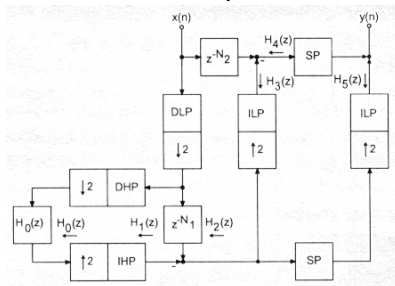 x(n) y(n)
H₄(z)
z⁻ᴺ₂ SP
- H₃(z) H₅(z)
DLP ILP ILP
↓2 ↑2 ↑2
↓2 DHP
H₀(z) H₀(z) H₁(z) z⁻ᴺ₁ H₂(z)
↑2 IHP - SP